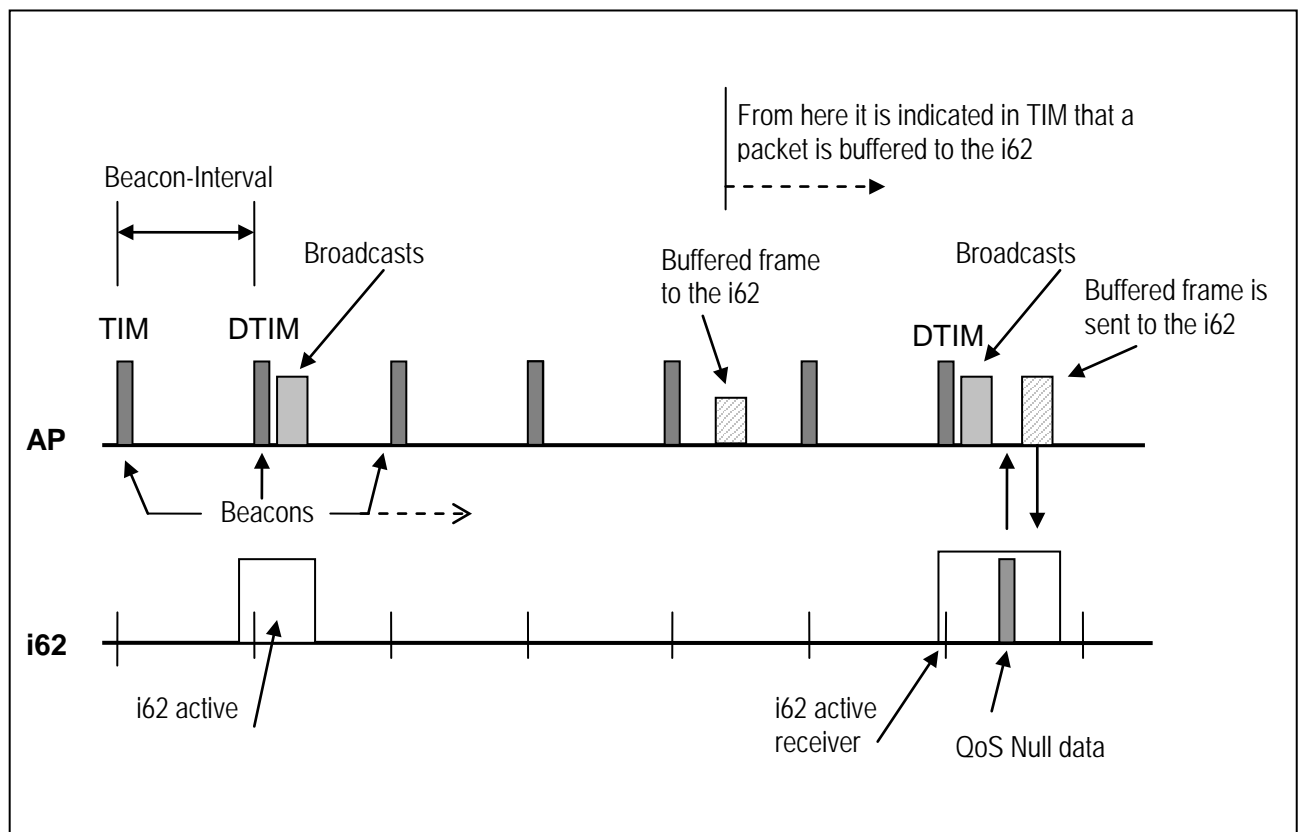 From here it is indicated in TIM that a
packet is buffered to the i62
Beacon-Interval
Broadcasts
Buffered frame
to the i62
Broadcasts
Buffered frame is
sent to the i62
TIM
DTIM
DTIM
AP
Beacons
i62
i62 active
i62 active
receiver
QoS Null data